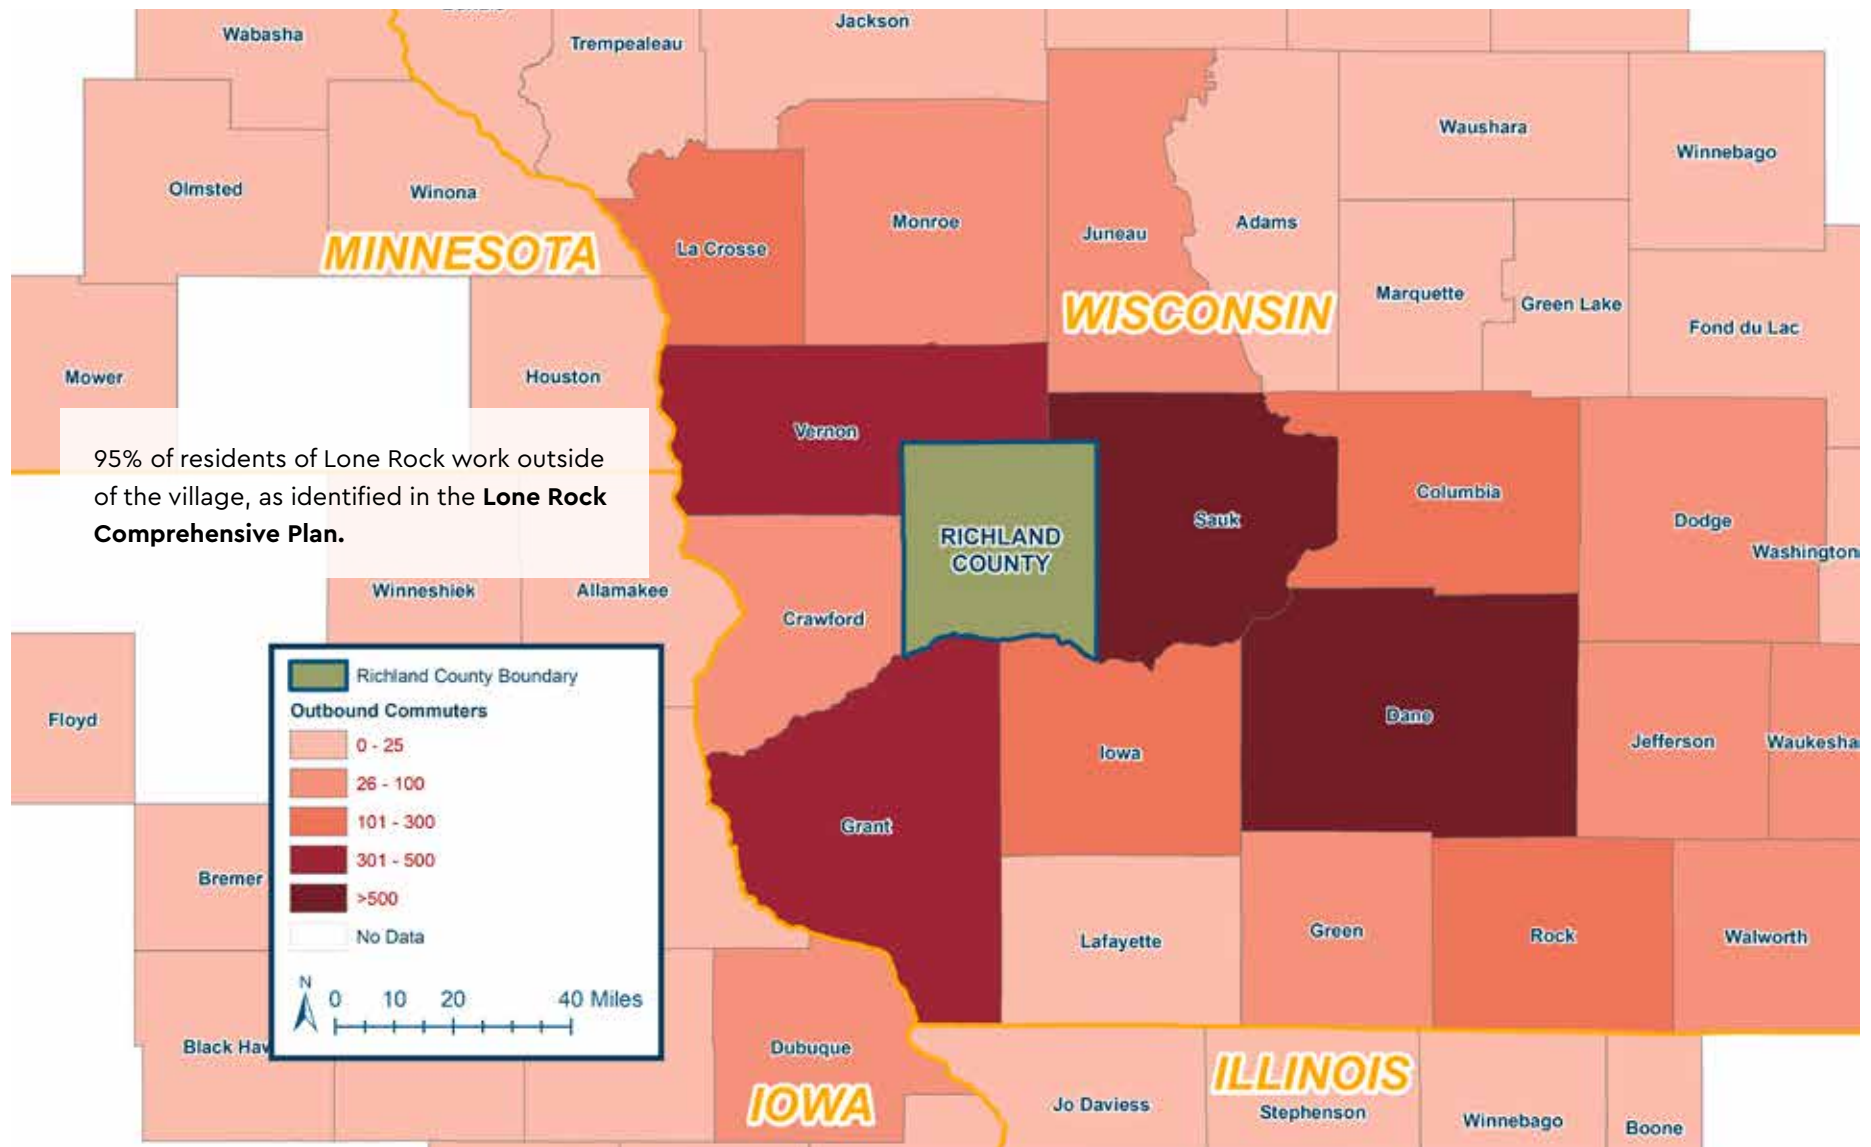 Jackson
Wabasha
Trempealeau
Waushara
Winnebago
Olmsted
Winona
Monroe
Adams
Juneau
La Crosse
MINNESOTA
WISCONSIN
Marquette
Green Lake
Fond du Lac
Mower
Houston
Vernon
95% of residents of Lone Rock work outside
of the village, as identified in the Lone Rock
Comprehensive Plan.
Columbia
Sauk
Dodge
RICHLAND
COUNTY
Washington
Winneshiek
Allamakee
Crawford
Richland County Boundary
Outbound Commuters
0 - 25
26 - 100
101 - 300
301 - 500
>500
No Data
N
0 10 20 40 Miles
Floyd
Dane
Iowa
Jefferson
Waukesha
Grant
Bremer
Lafayette
Green
Rock
Walworth
Black Haw
Dubuque
IOWA
ILLINOIS
Jo Daviess
Stephenson
Winnebago
Boone